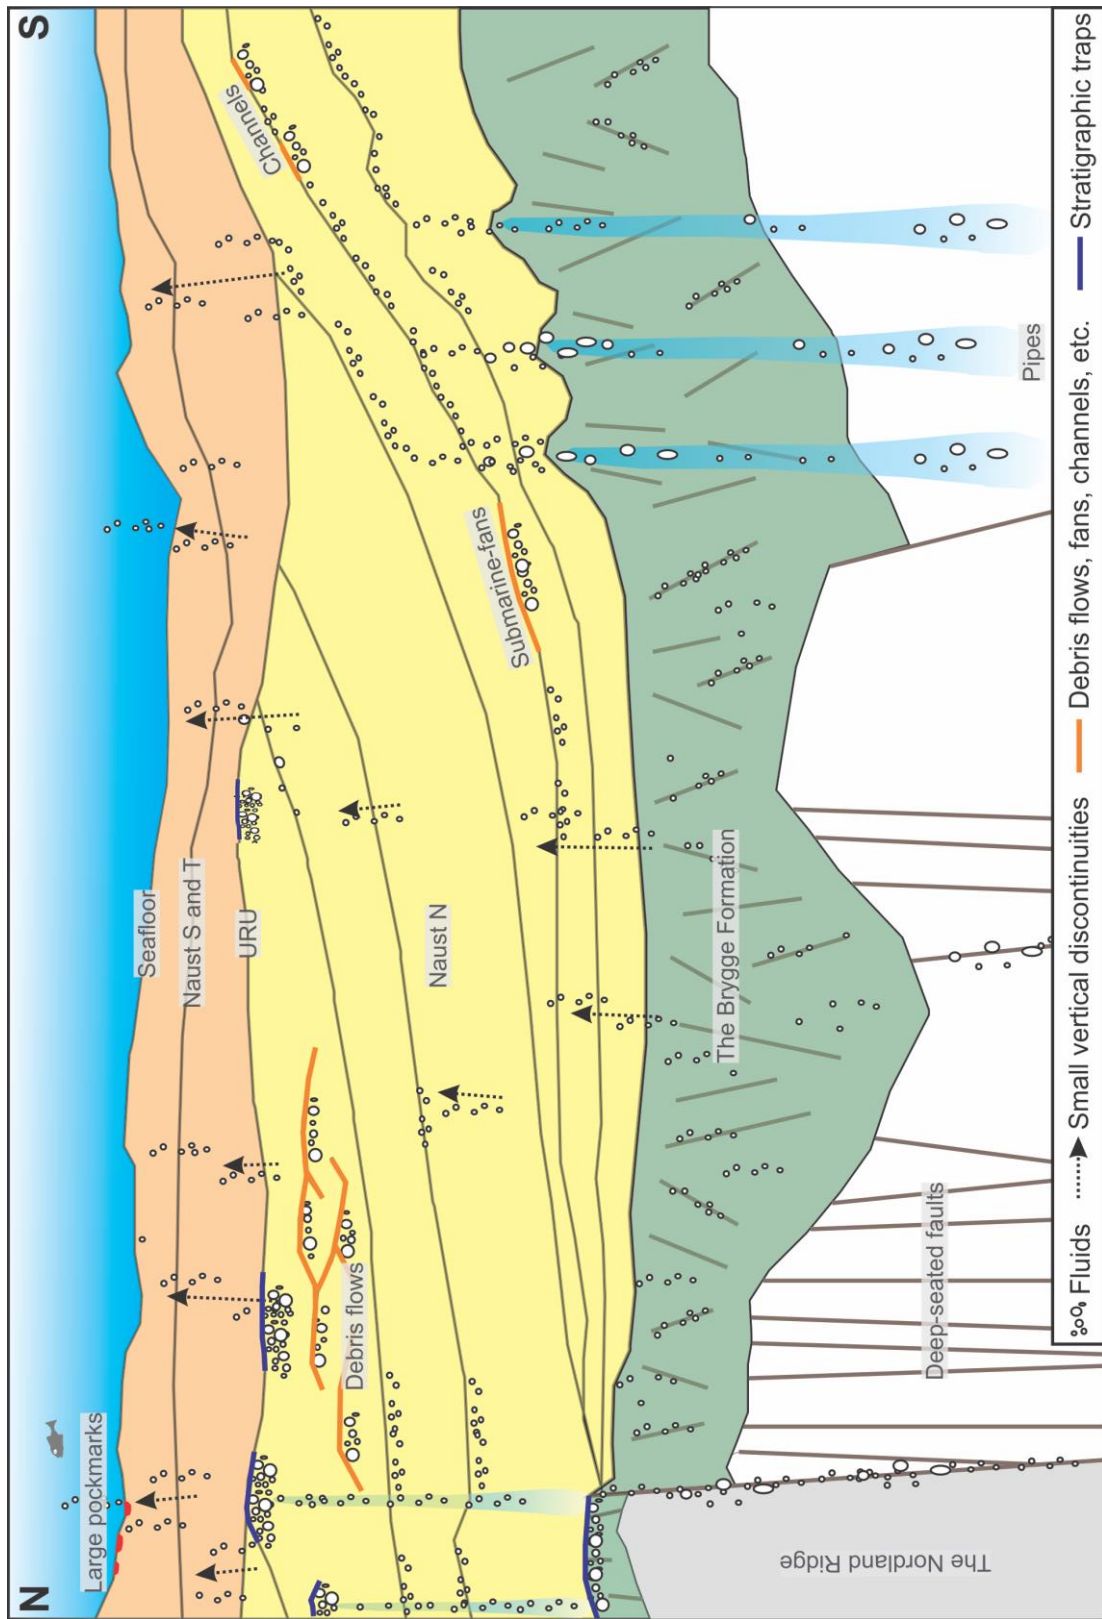 N
S
Large pockmarks
Seafloor
Naust S and T
URU
Channels
Debris flows
Naust N
Submarine-fans
The Brygge Formation
Deep-seated faults
The Nordland Ridge
Pipes
Fluids
Small vertical discontinuities
Debris flows, fans, channels, etc.
Stratigraphic traps